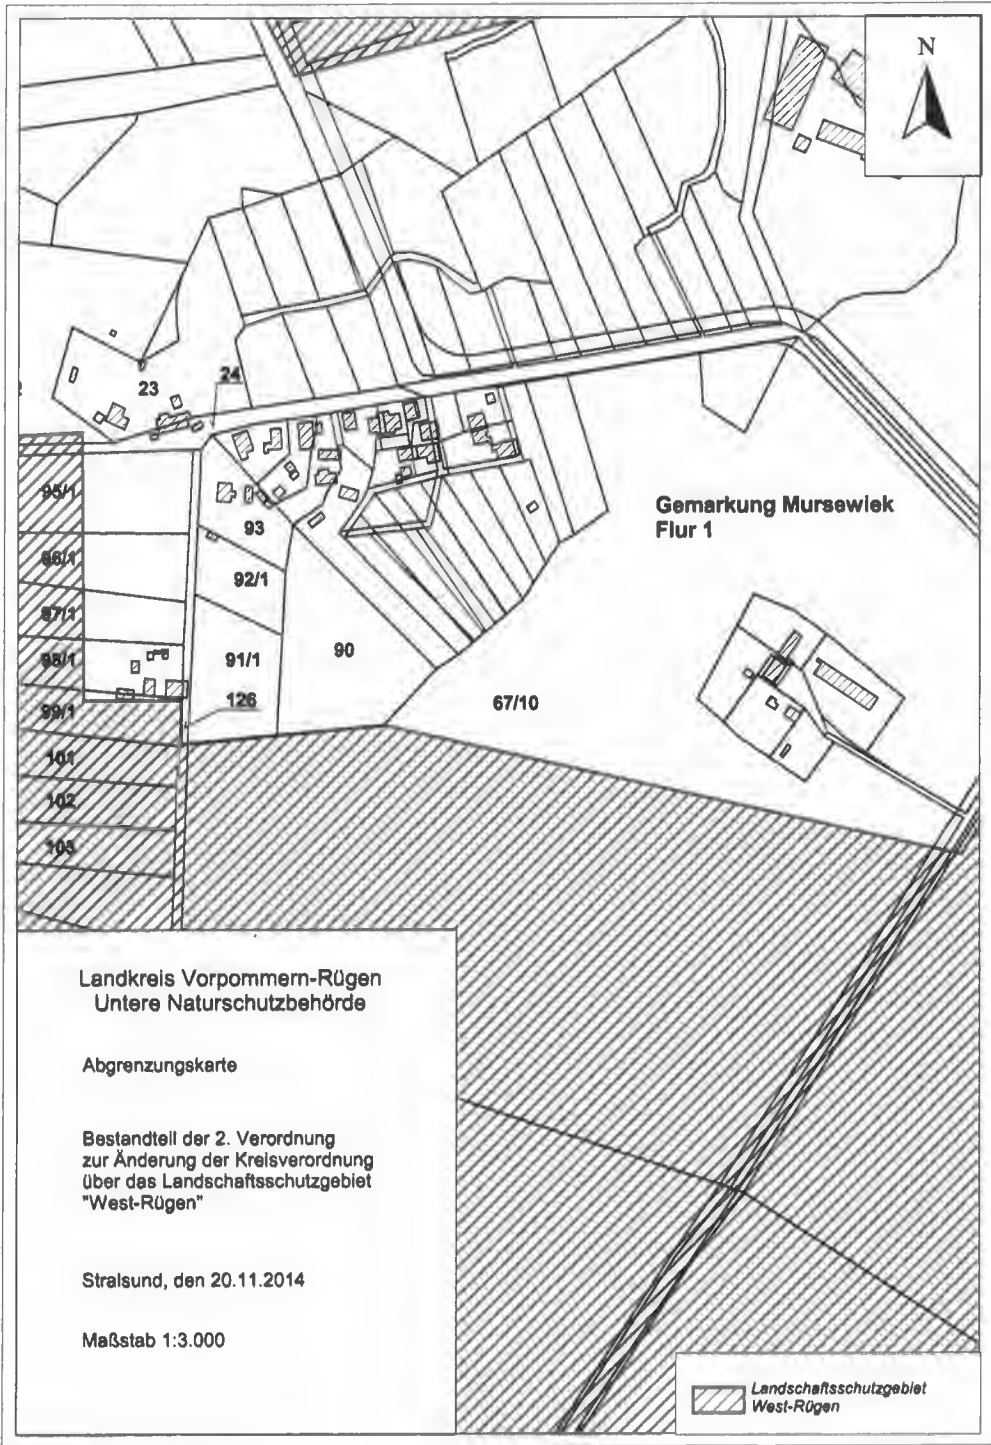 N
24
23
95/1
Gemarkung Mursewiek
Flur 1
93
96/1
92/1
97/1
90
98/1
91/1
126
67/10
99/1
101
102
103
Landkreis Vorpommern-Rügen
Untere Naturschutzbehörde
Abgrenzungskarte
Bestandteil der 2. Verordnung
zur Änderung der Kreisverordnung
über das Landschaftsschutzgebiet
"West-Rügen"
Stralsund, den 20.11.2014
Maßstab 1:3.000
Landschaftsschutzgebiet
West-Rügen